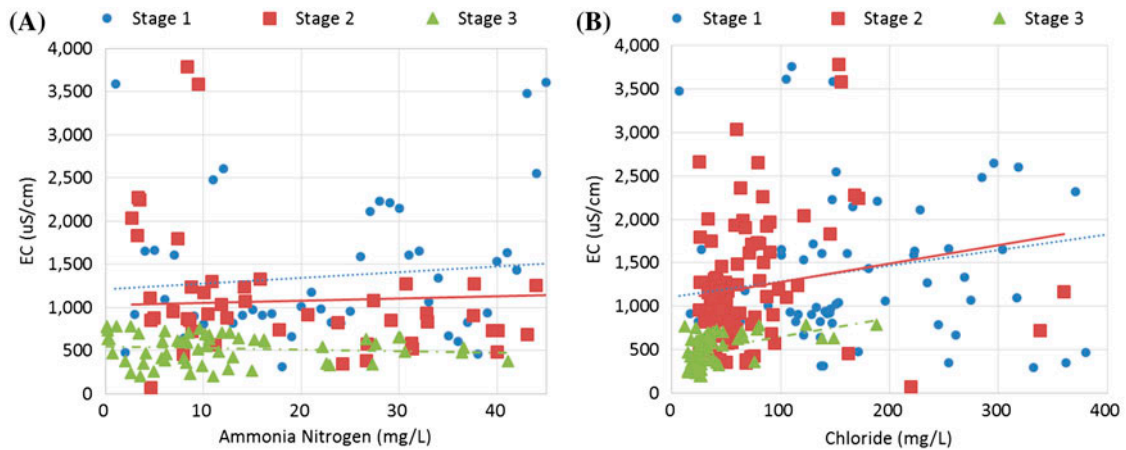 (A) Stage 1 Stage 2 Stage 3
4,000
3,500
3,000
2,500
2,000
1,500
1,000
500
0
EC (uS/cm)
0 10 20 30 40
Ammonia Nitrogen (mg/L)
(B) Stage 1 Stage 2 Stage 3
4,000
3,500
3,000
2,500
2,000
1,500
1,000
500
0
EC (uS/cm)
0 100 200 300 400
Chloride (mg/L)